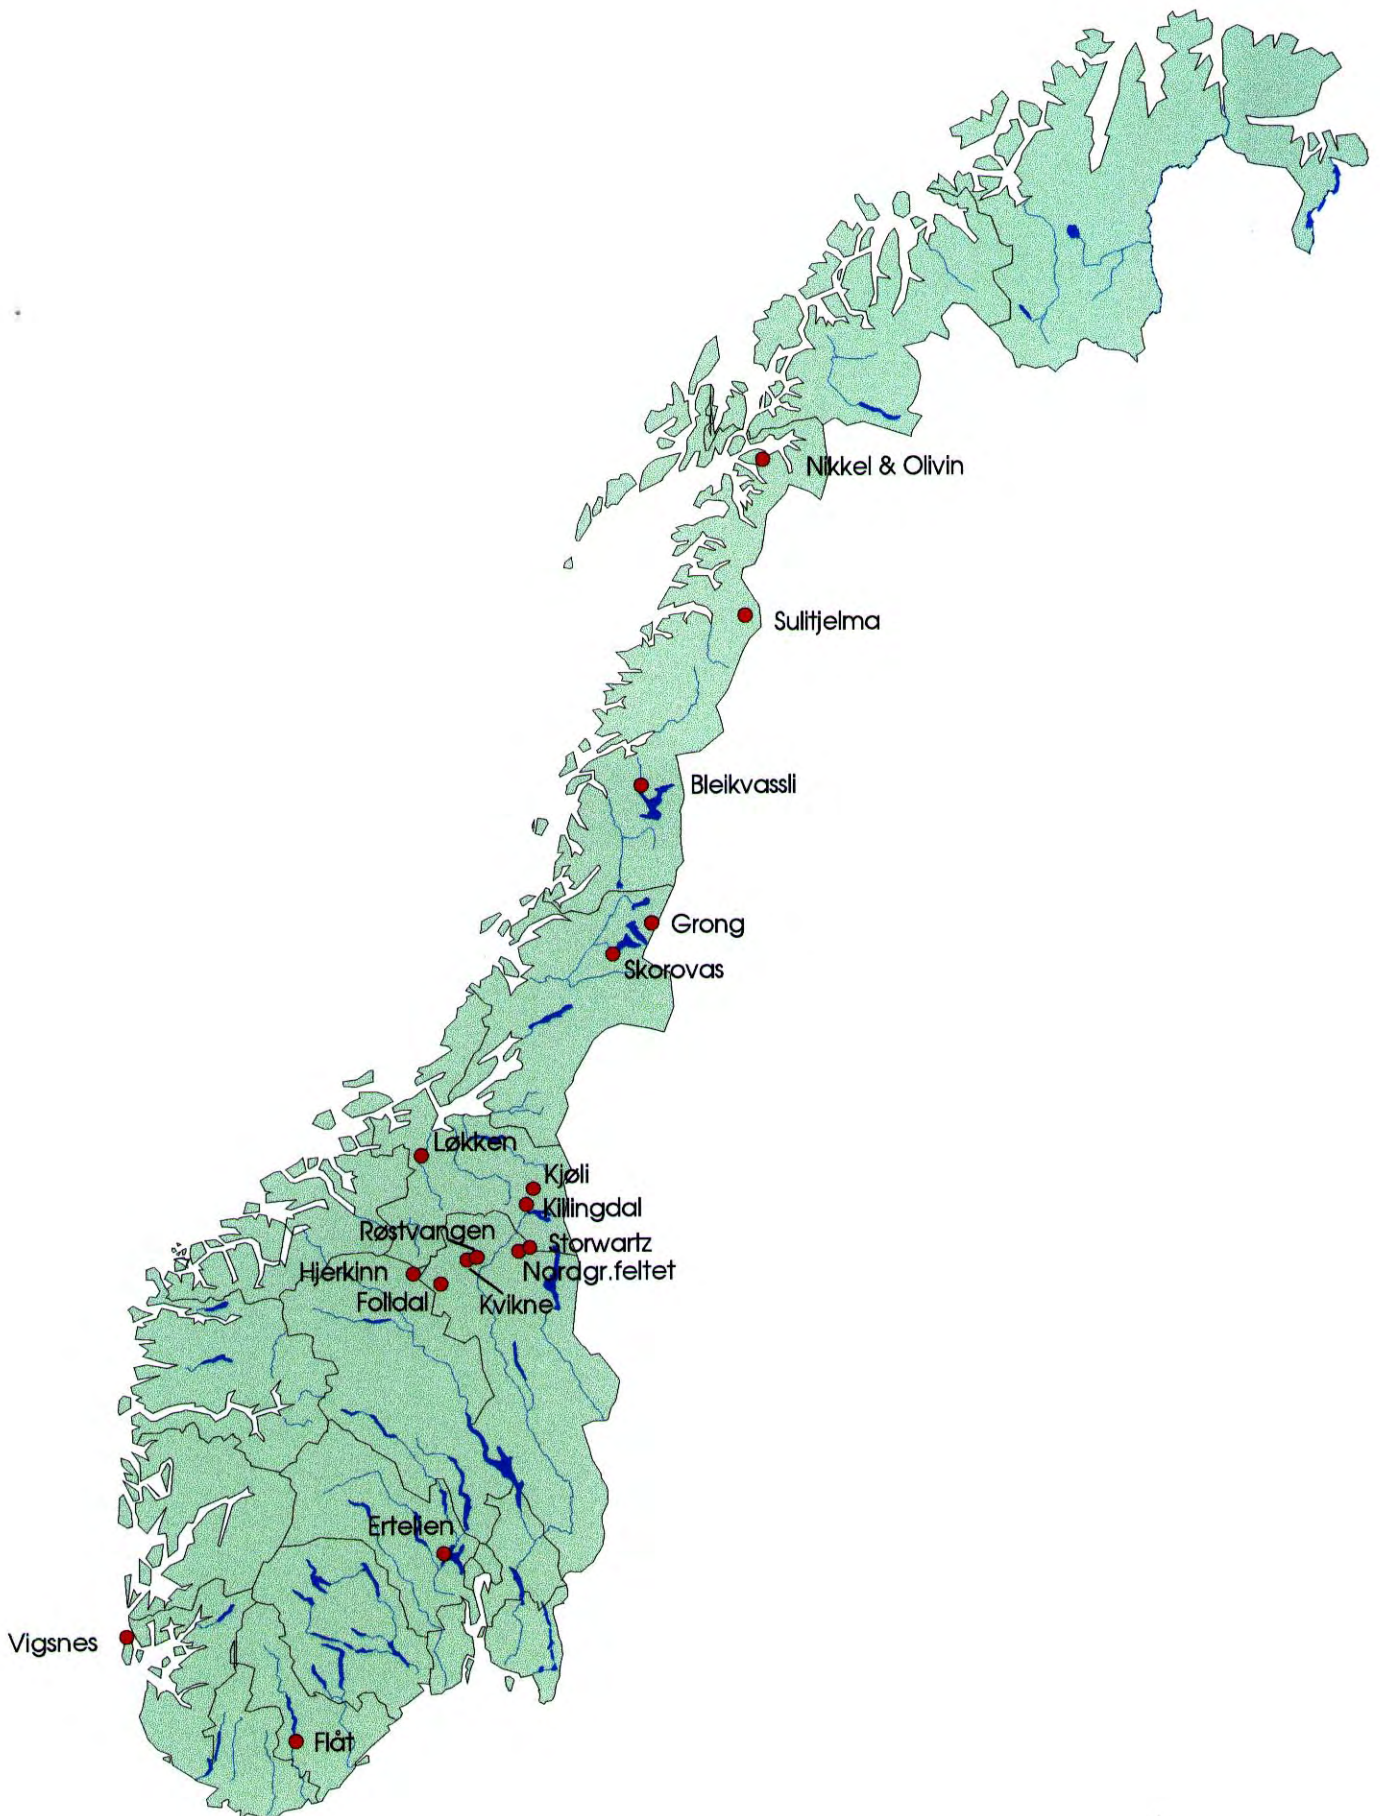 Nikkel & Olivin
Sulitjelma
Bleikvassli
Grong
Skorovas
Løkken
Kjøli
Killingdal
Røstvangen
Storwartz
Hjerkinn
Nordgr.feltet
Folldal
Kvikne
Ertelien
Vigsnes
Flåt